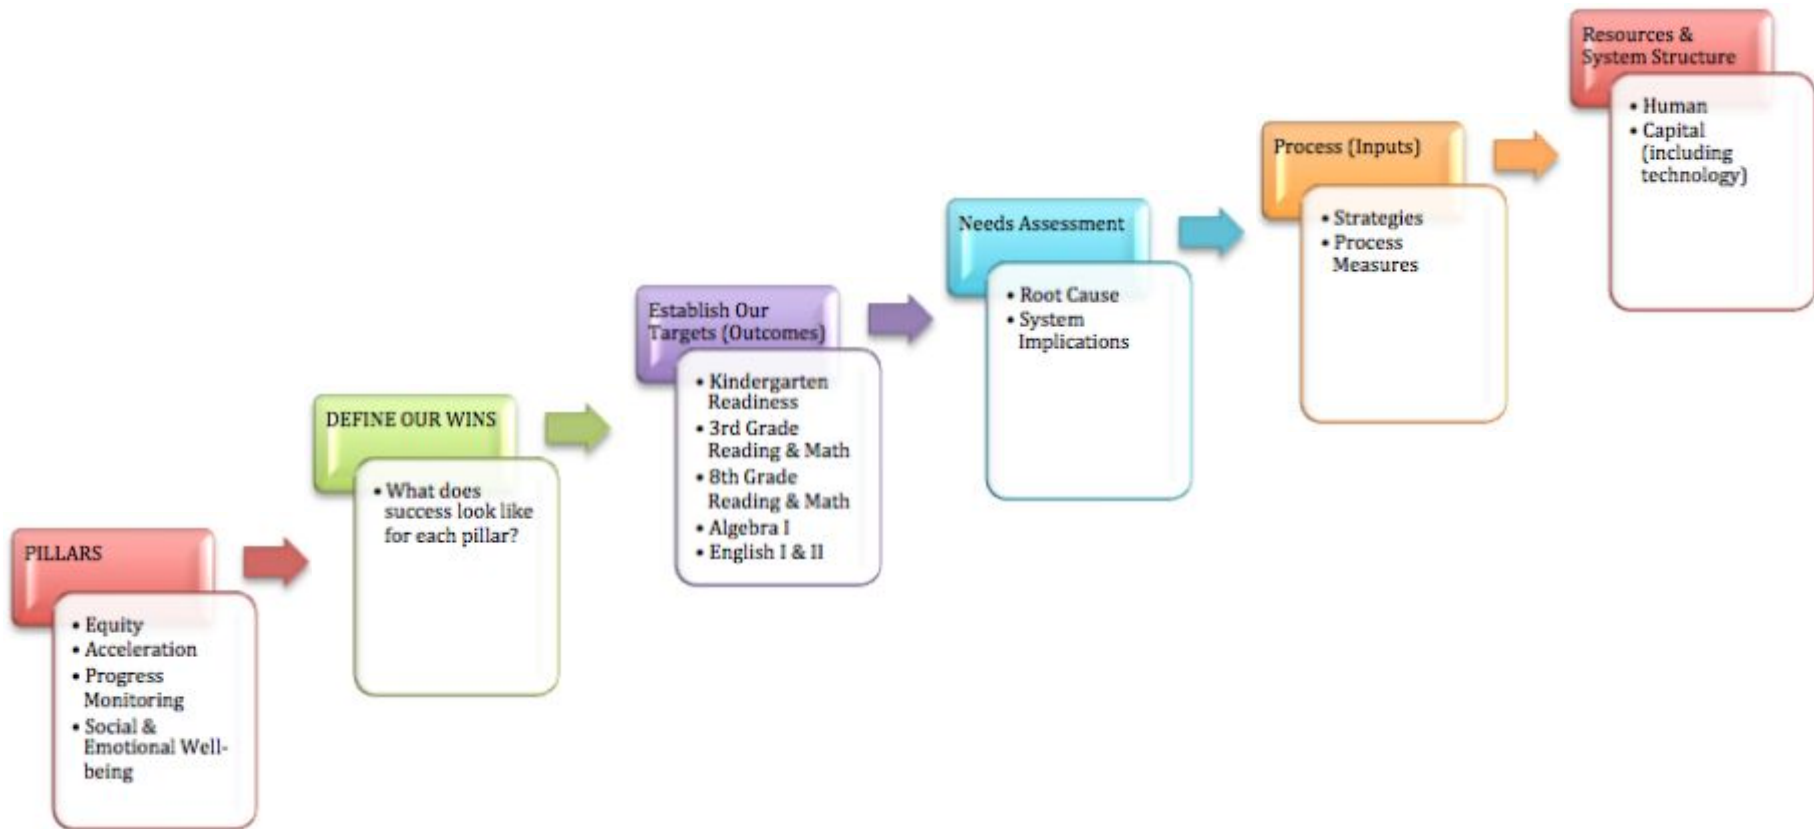 PILLARS
• Equity
• Acceleration
• Progress
Monitoring
• Social &
Emotional Well-
being
DEFINE OUR WINS
• What does
success look like
for each pillar?
Establish Our
Targets (Outcomes)
• Kindergarten
Readiness
• 3rd Grade
Reading & Math
• 8th Grade
Reading & Math
• Algebra I
• English I & II
Needs Assessment
• Root Cause
• System
Implications
Process (Inputs)
• Strategies
• Process
Measures
Resources &
System Structure
• Human
• Capital
(including
technology)